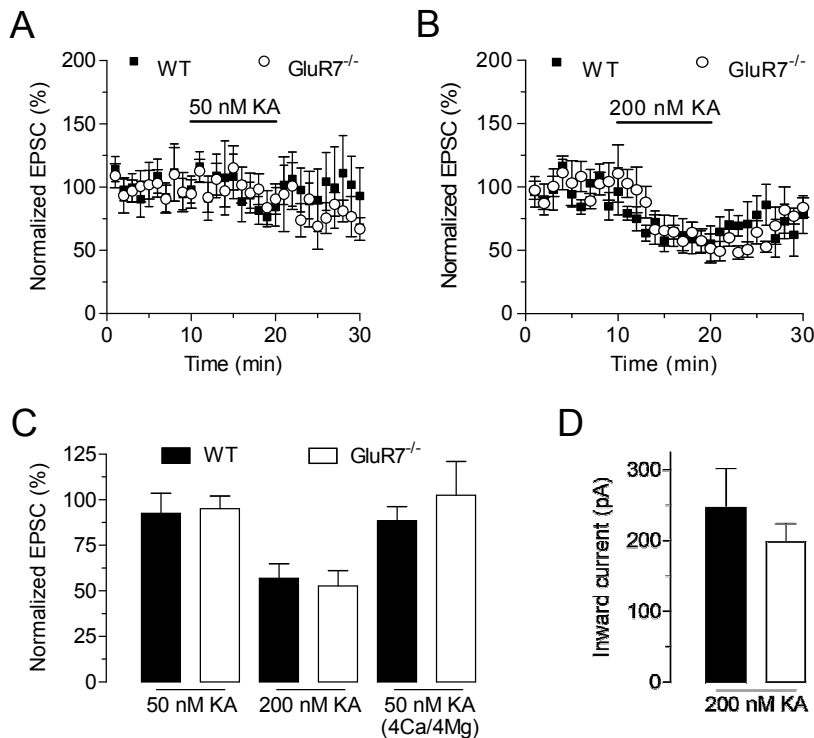 A
WT GluR7-/-
50 nM KA
Normalized EPSC (%)
200
150
100
50
0
0 10 20 30
Time (min)
B
WT GluR7-/-
200 nM KA
Normalized EPSC (%)
200
150
100
50
0
0 10 20 30
Time (min)
C
WT GluR7-/-
Normalized EPSC (%)
125
100
75
50
25
0
50 nM KA 200 nM KA 50 nM KA
(4Ca/4Mg)
D
Inward current (pA)
300
200
100
0
200 nM KA